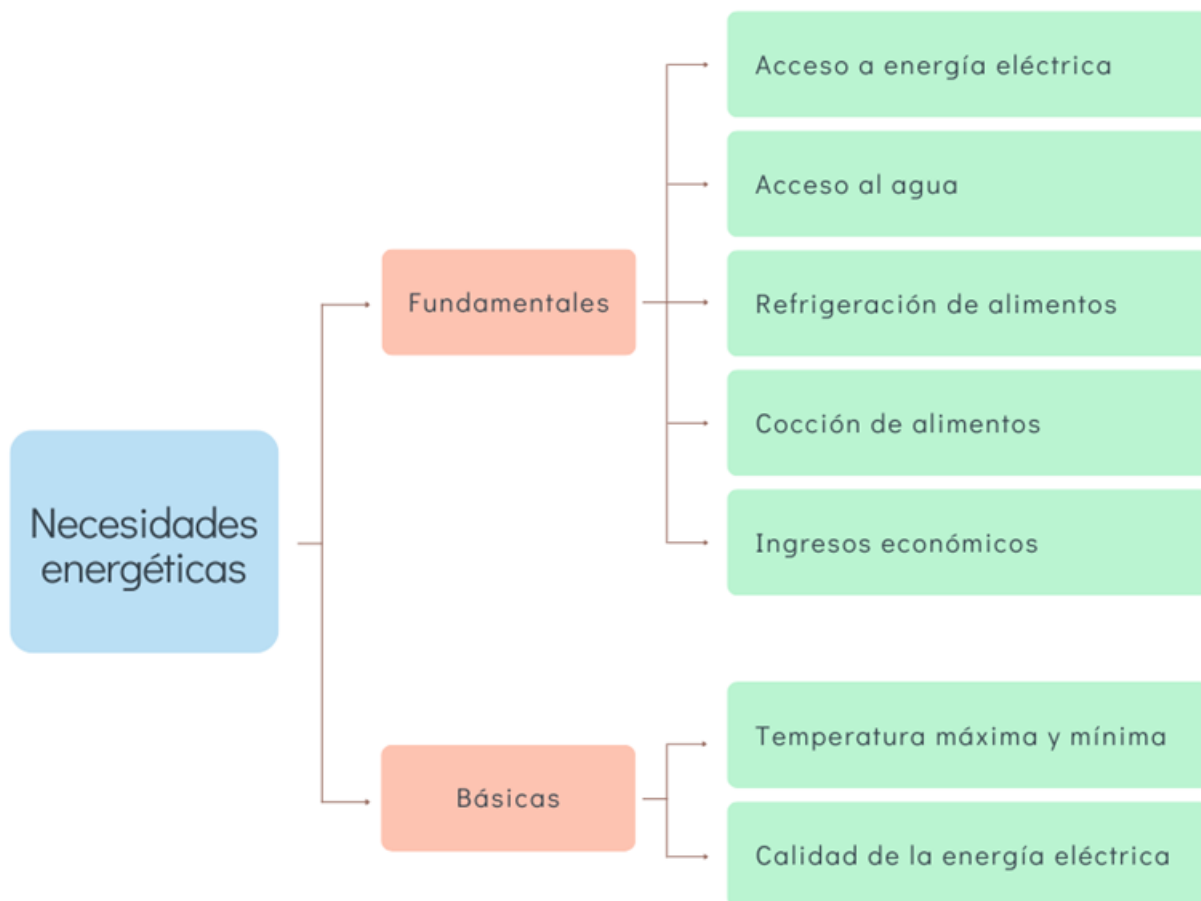 Necesidades
energéticas
Fundamentales
Acceso a energía eléctrica
Acceso al agua
Refrigeración de alimentos
Cocción de alimentos
Ingresos económicos
Básicas
Temperatura máxima y mínima
Calidad de la energía eléctrica